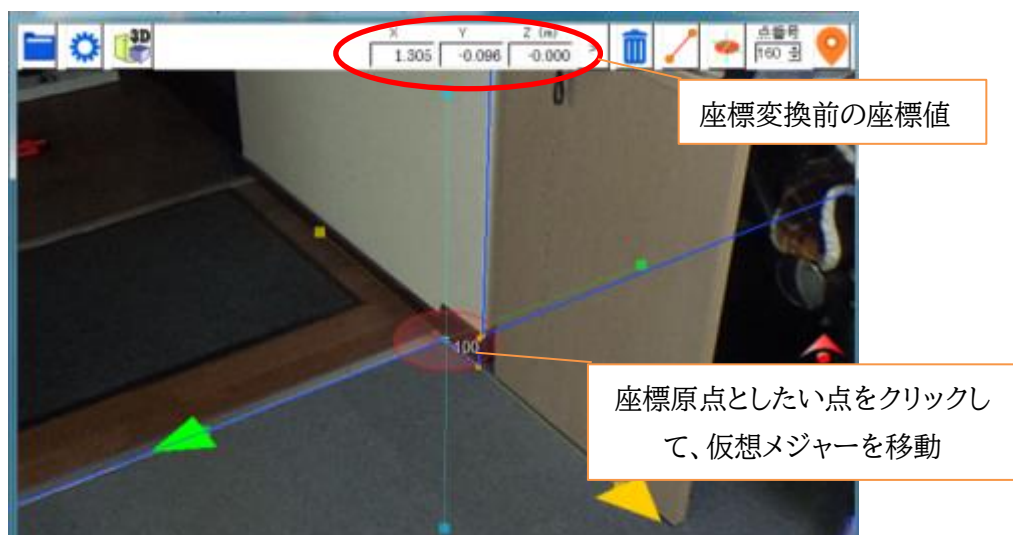 3D
X Y Z (m)
1.305 -0.096 -0.000
点番号
160
座標変換前の座標値
100
座標原点としたい点をクリックし
て、仮想メジャーを移動